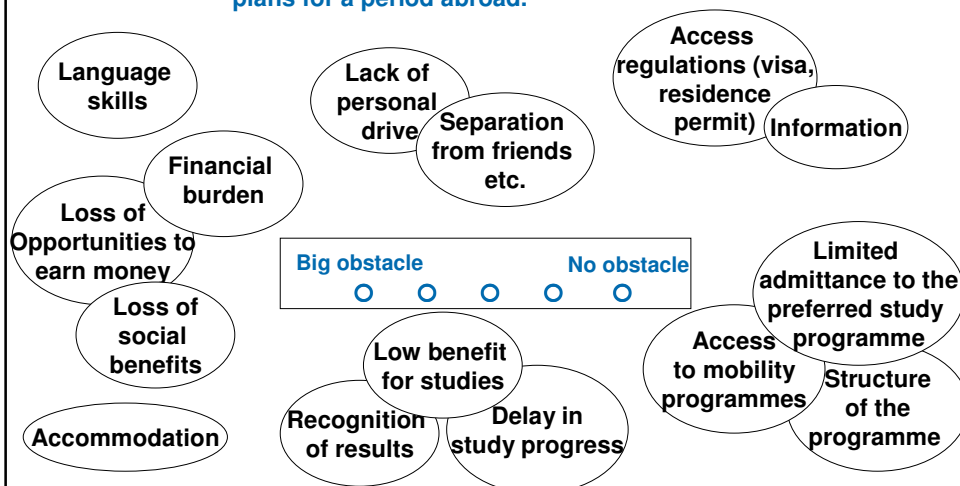 plans for a period abroad.
Language
skills
Lack of
personal
drive
Separation
from friends
etc.
Access
regulations (visa,
residence
permit)
Information
Financial
burden
Loss of
Opportunities to
earn money
Loss of
social
benefits
Big obstacle
No obstacle
Limited
admittance to the
preferred study
programme
Access
to mobility
programmes
Structure
of the
programme
Low benefit
for studies
Recognition
of results
Delay in
study progress
Accommodation